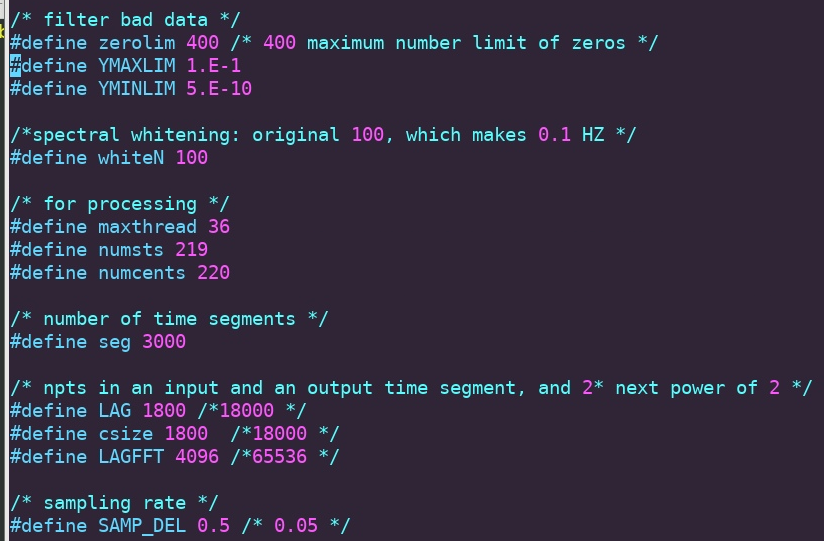 /* filter bad data */
#define zerolim 400 /* 400 maximum number limit of zeros */
#define YMAXLIM 1.E-1
#define YMINLIM 5.E-10
/*spectral whitening: original 100, which makes 0.1 HZ */
#define whiteN 100
/* for processing */
#define maxthread 36
#define numsts 219
#define numcents 220
/* number of time segments */
#define seg 3000
/* npts in an input and an output time segment, and 2* next power of 2 */
#define LAG 1800 /*18000 */
#define csize 1800  /*18000 */
#define LAGFFT 4096 /*65536 */
/* sampling rate */
#define SAMP_DEL 0.5 /* 0.05 */